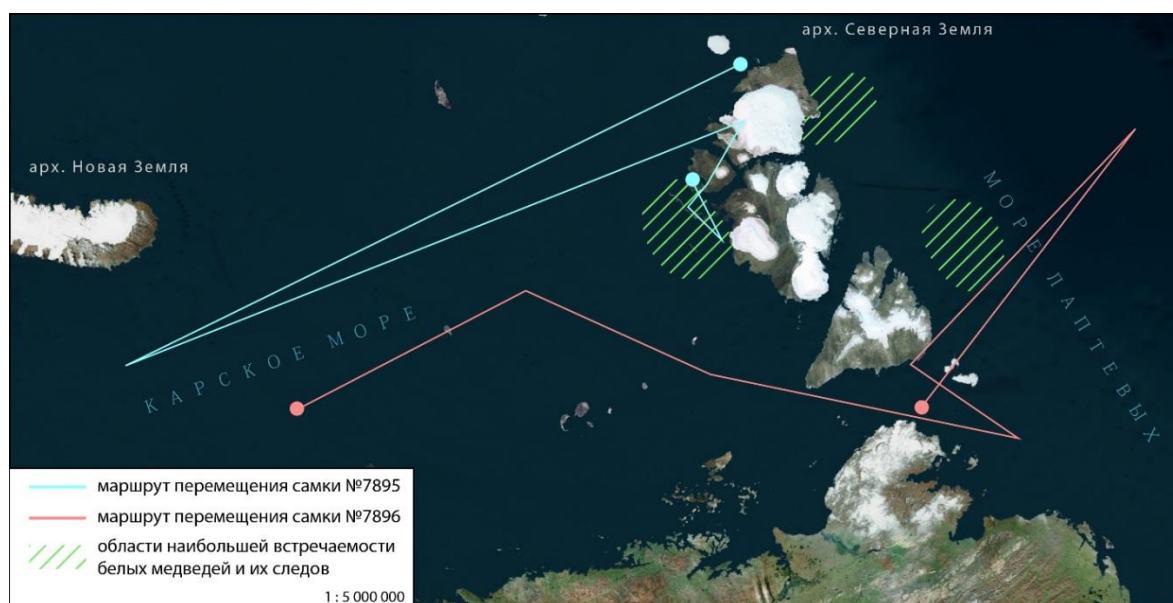 арх. Северная Земля
арх. Новая Земля
МОРЕ ЛАПТЕВЫХ
КАРСКОЕ МОРЕ
маршрут перемещения самки №7895
маршрут перемещения самки №7896
области наибольшей встречаемости
белых медведей и их следов
1 : 5 000 000